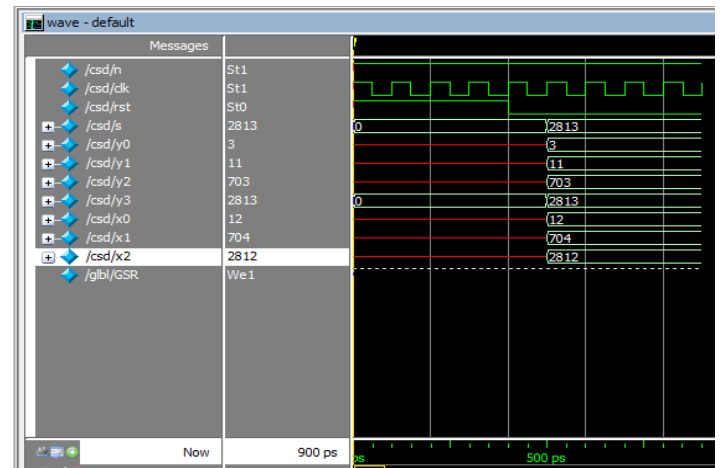 wave - default
Messages
/csd/n St1
/csd/clk St1
/csd/rst St0
/csd/s 2813 0 2813
/csd/y0 3 3
/csd/y1 11 11
/csd/y2 703 703
/csd/y3 2813 0 2813
/csd/x0 12 12
/csd/x1 704 704
/csd/x2 2812 2812
/glbl/GSR We1
Now 900 ps ps 500 ps